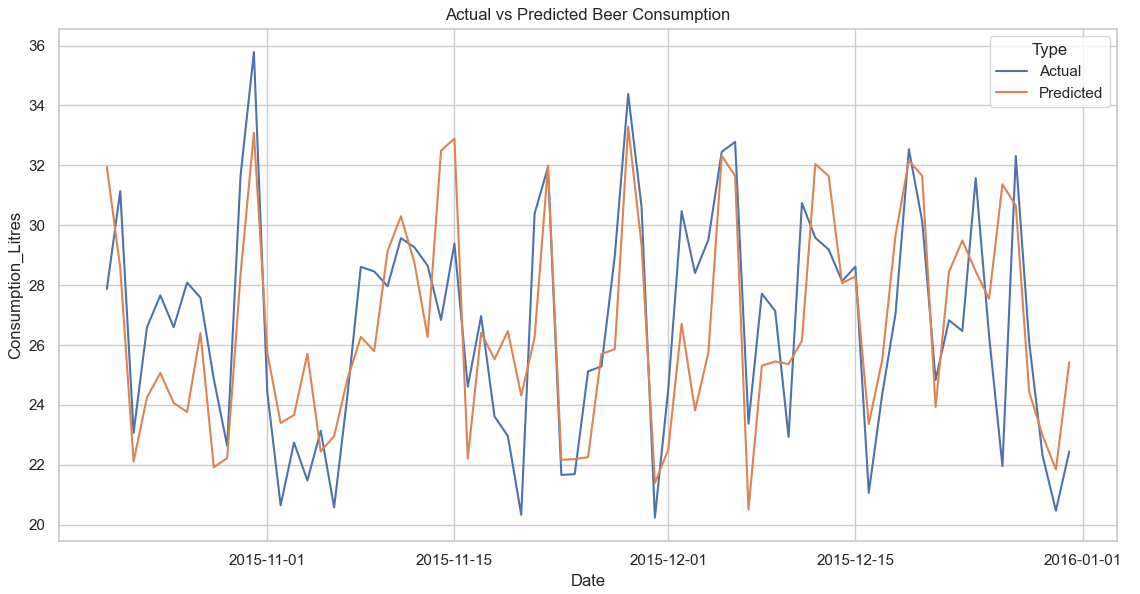 Actual vs Predicted Beer Consumption
Type
Actual
Predicted
36
34
32
30
28
26
24
22
20
Consumption_Litres
2015-11-01
2015-11-15
2015-12-01
2015-12-15
2016-01-01
Date